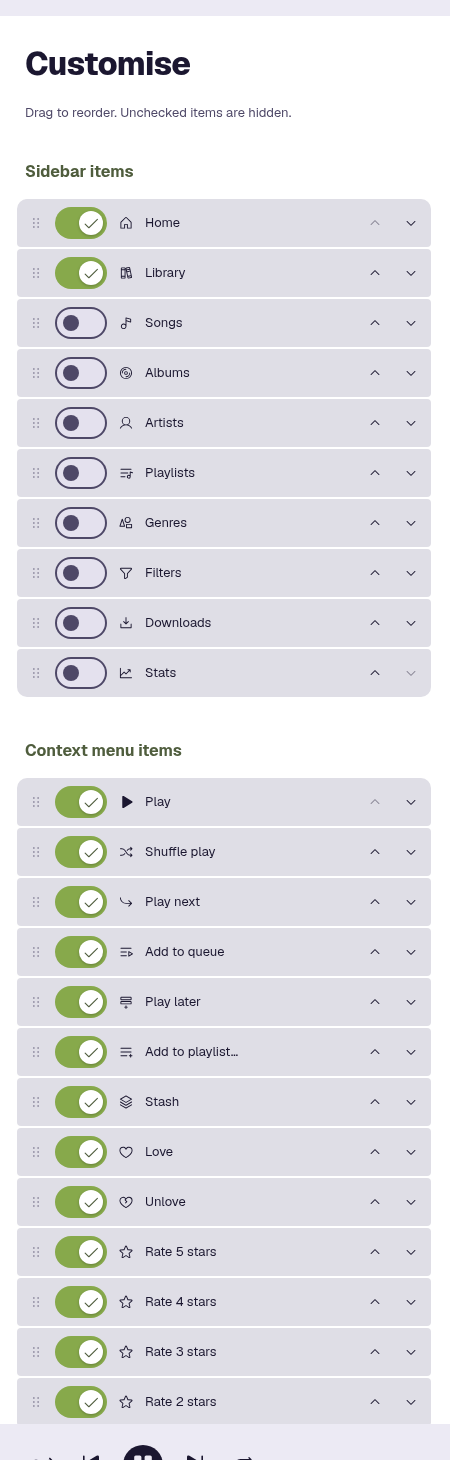 Customise
Drag to reorder. Unchecked items are hidden.
Sidebar items
Home
Library
Songs
Albums
Artists
Playlists
Genres
Filters
Downloads
Stats
Context menu items
Play
Shuffle play
Play next
Add to queue
Play later
Add to playlist…
Stash
Love
Unlove
Rate 5 stars
Rate 4 stars
Rate 3 stars
Rate 2 stars